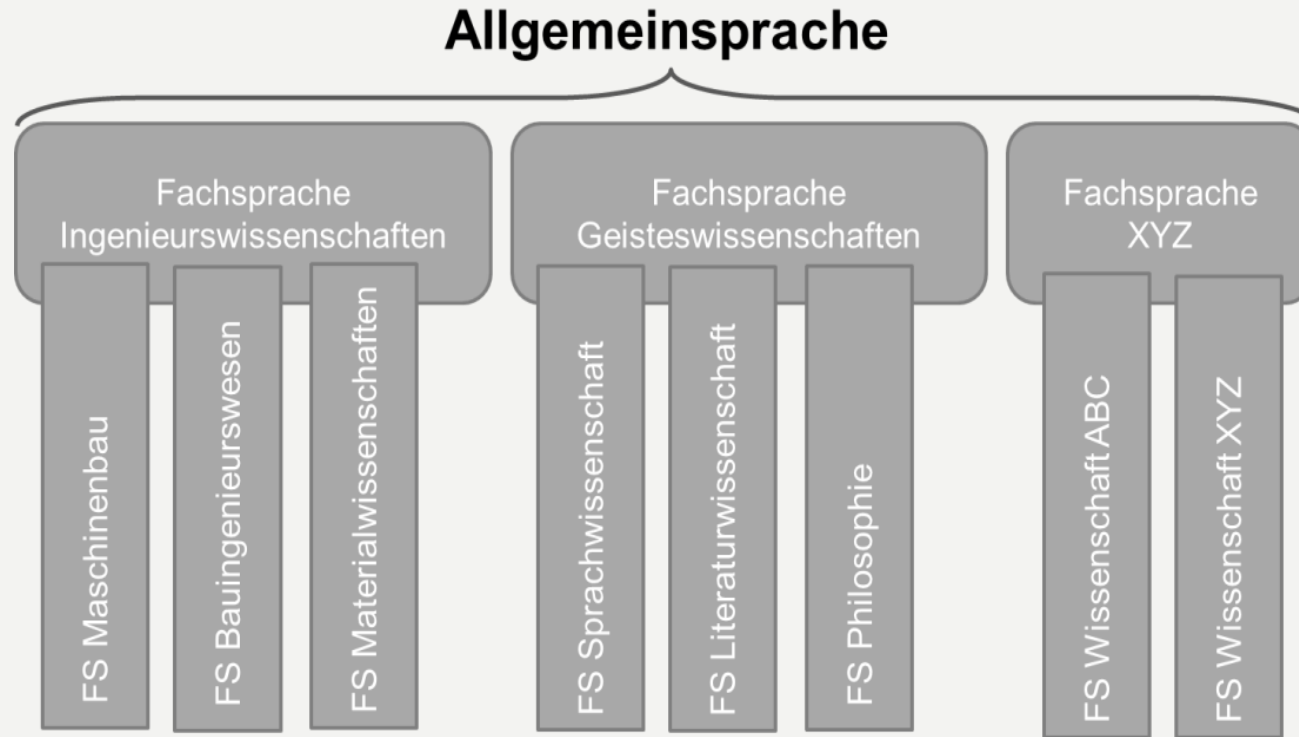 Allgemeinsprache
Fachsprache
Ingenieurswissenschaften
FS Maschinenbau
FS Bauingenieurswesen
FS Materialwissenschaften
Fachsprache
Geisteswissenschaften
FS Sprachwissenschaft
FS Literaturwissenschaft
FS Philosophie
Fachsprache
XYZ
FS Wissenschaft ABC
FS Wissenschaft XYZ